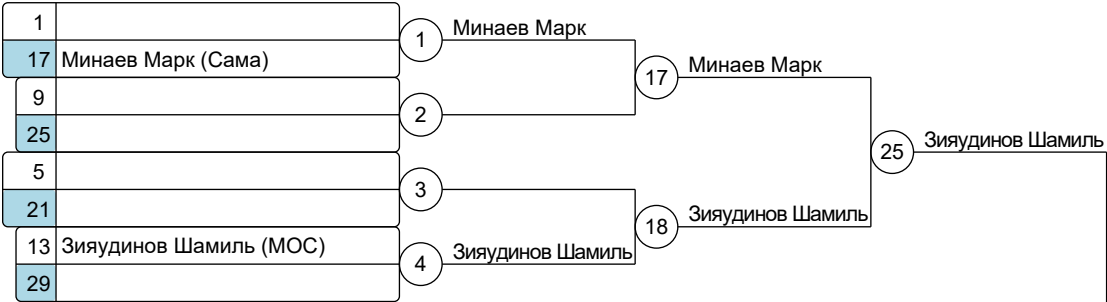 1
17 Минаев Марк (Сама)
9
25
5
21
13 Зияудинов Шамиль (МОС)
29
1 Минаев Марк
2
3
4 Зияудинов Шамиль
17 Минаев Марк
18 Зияудинов Шамиль
25 Зияудинов Шамиль